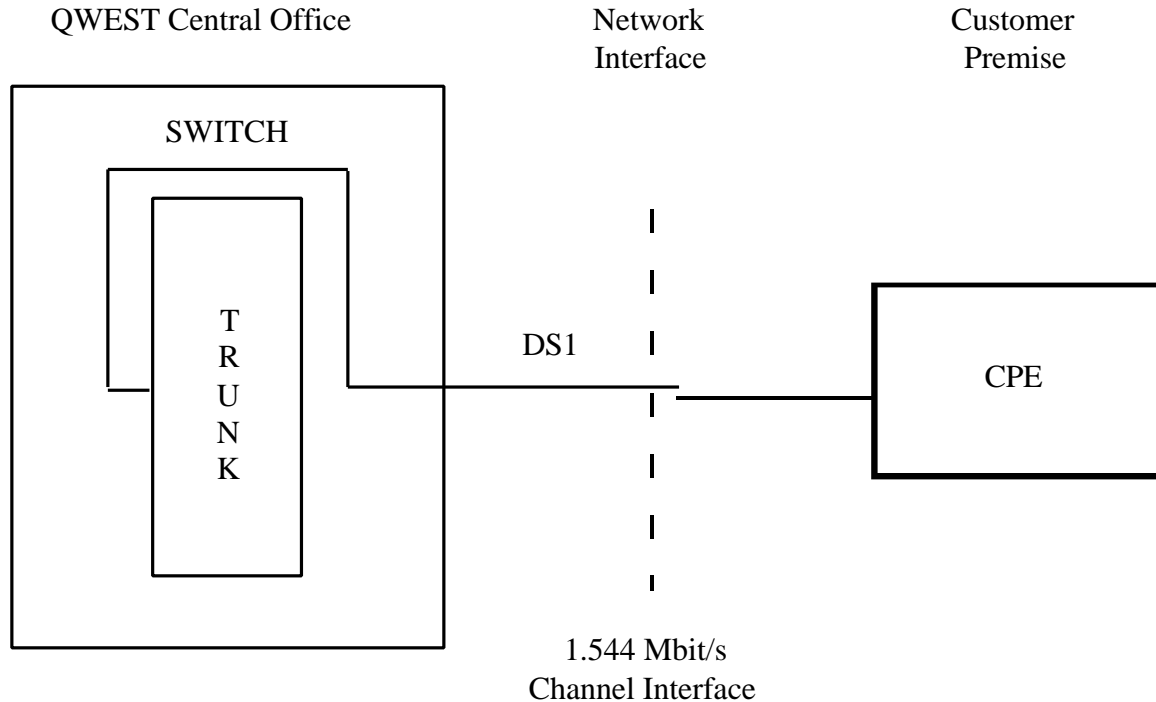 QWEST Central Office
Network
Interface
Customer
Premise
SWITCH
T
R
U
N
K
DS1
CPE
1.544 Mbit/s
Channel Interface